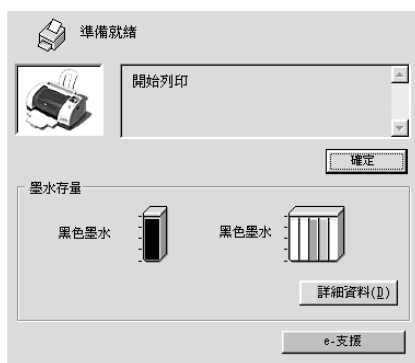 準備就緒
開始列印
確定
墨水存量
黑色墨水
黑色墨水
詳細資料(D)
e-支援